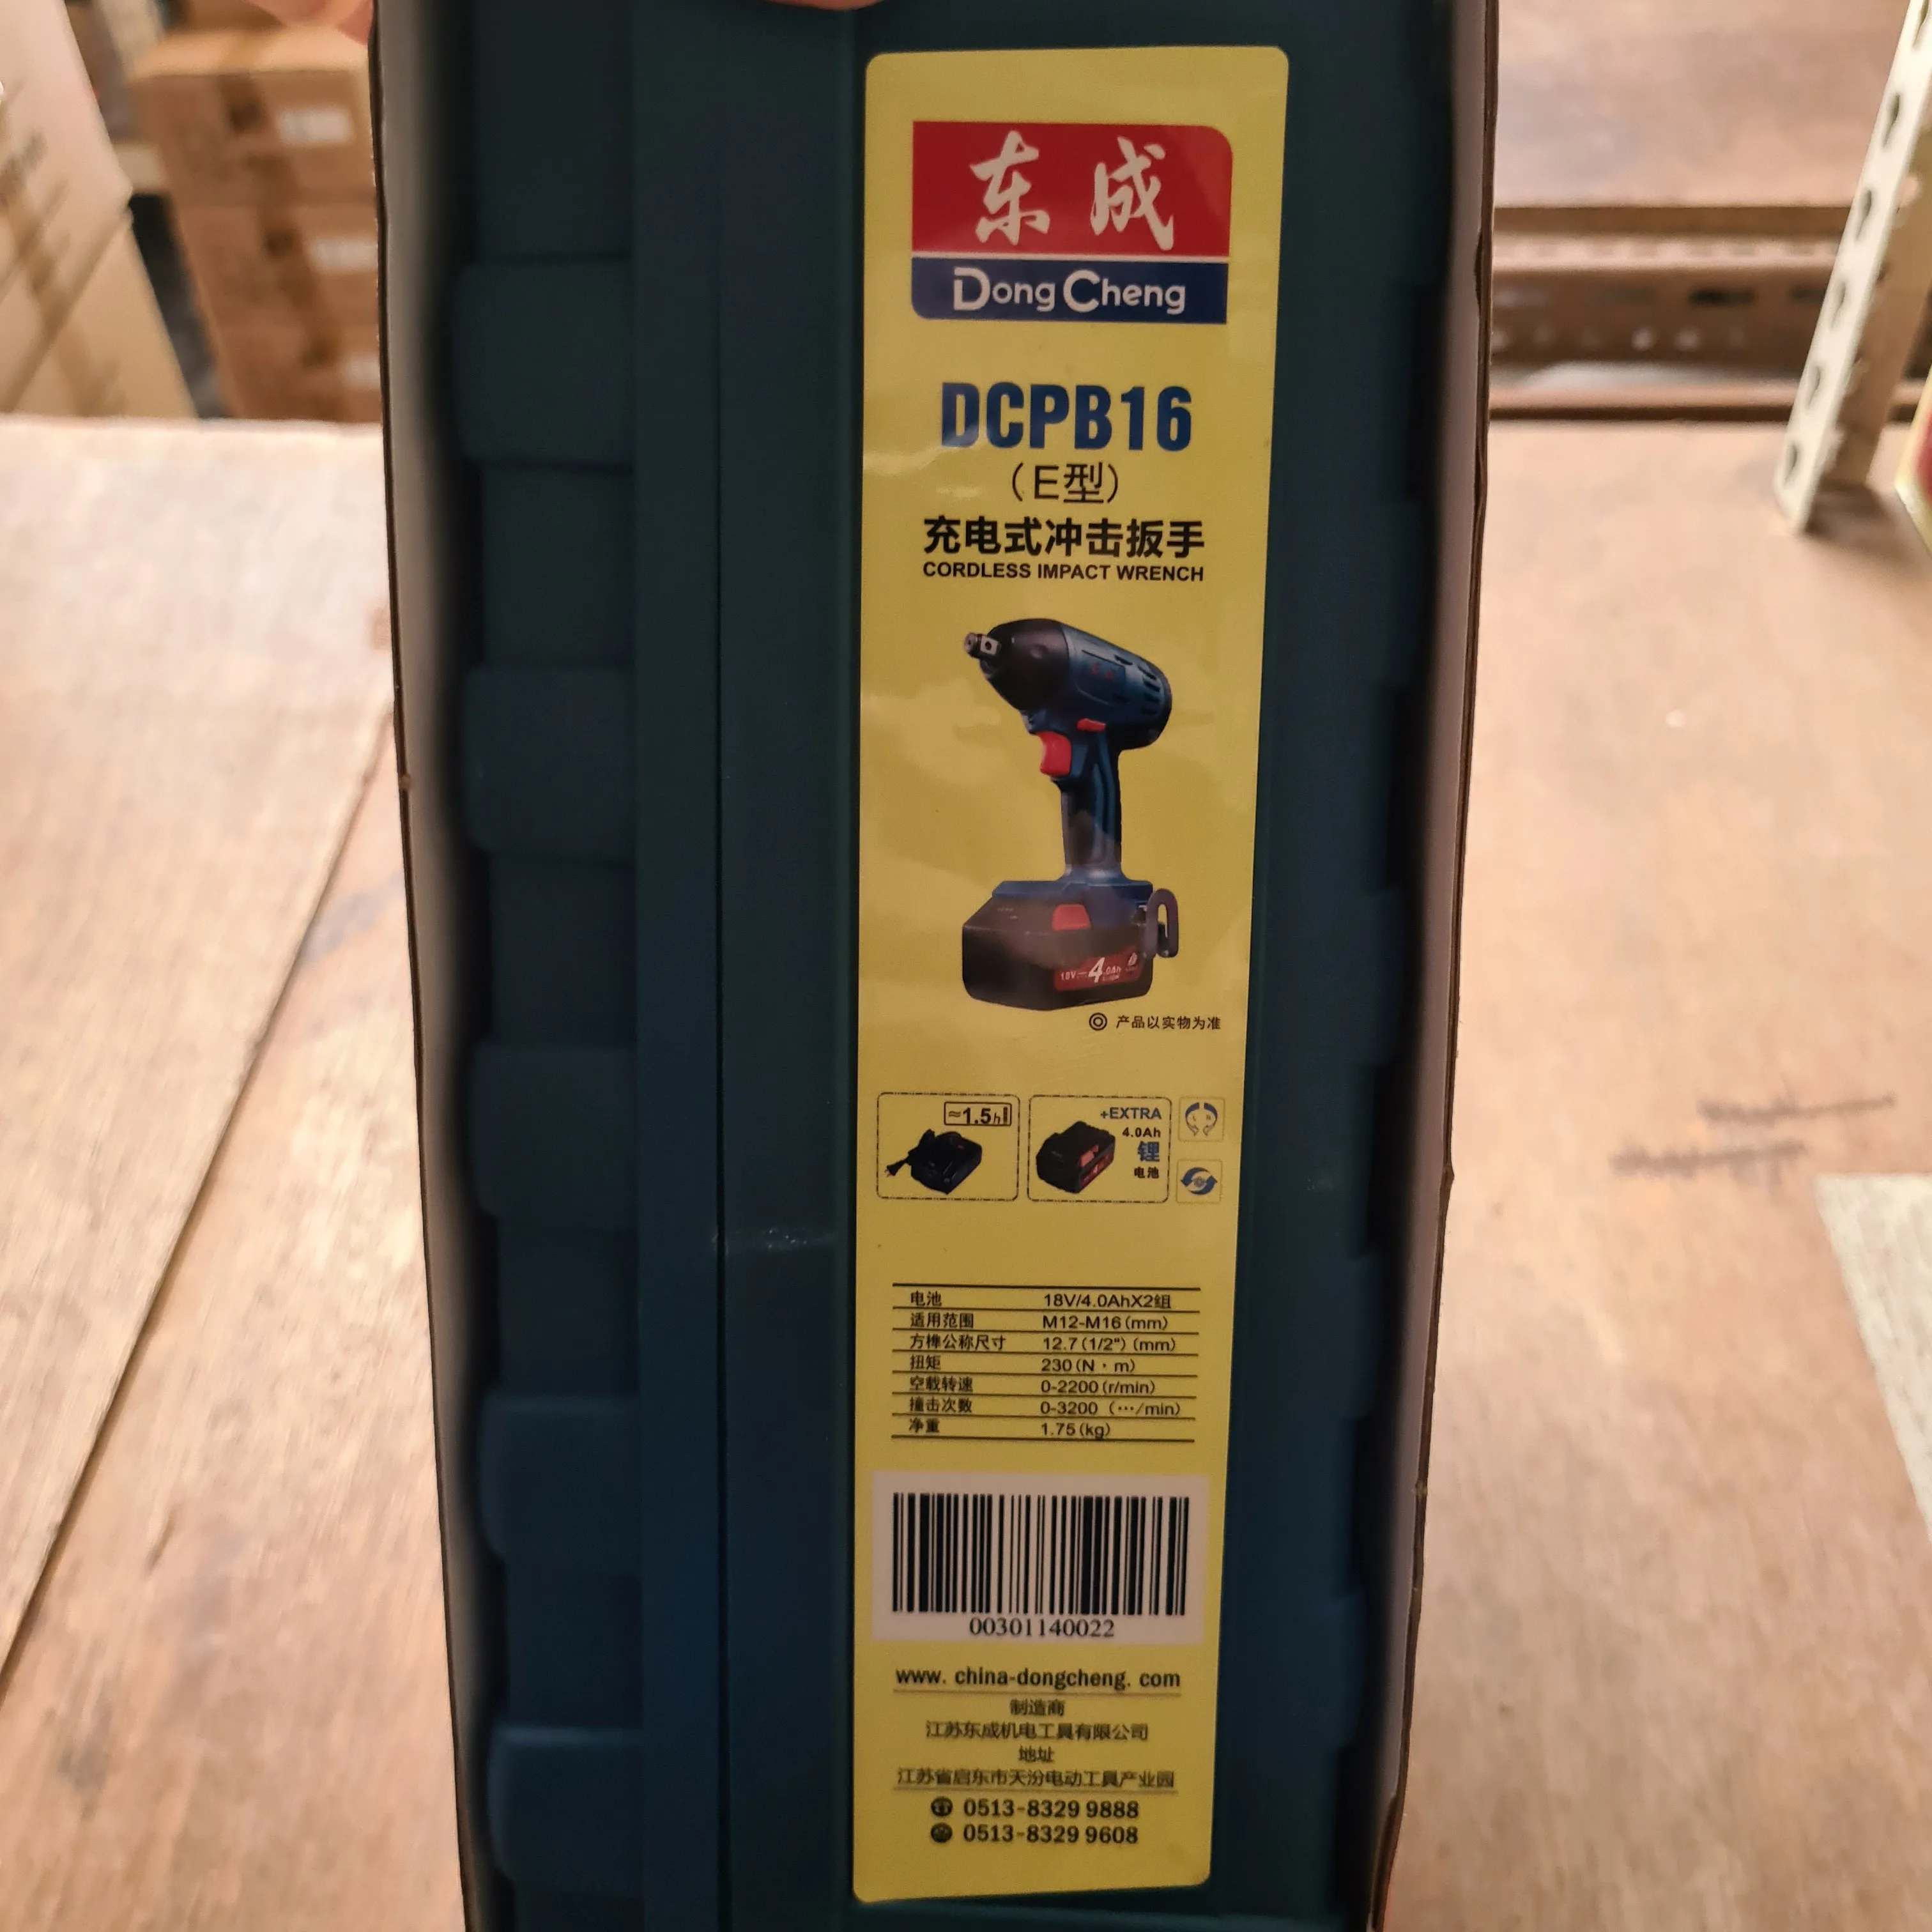 东成
DongCheng
DCPB16
（E型）
充电式冲击扳手
CORDLESS IMPACT WRENCH
18V 4.0Ah
◎ 产品以实物为准
≈1.5h
+EXTRA
4.0Ah
锂
电池
电池 18V/4.0AhX2组
适用范围 M12-M16(mm)
方榫公称尺寸 12.7(1/2")(mm)
扭矩 230(N·m)
空载转速 0-2200(r/min)
撞击次数 0-3200（…/min）
净重 1.75(kg)
00301140022
www. china-dongcheng. com
制造商
江苏东成机电工具有限公司
地址
江苏省启东市天汾电动工具产业园
0513-8329 9888
0513-8329 9608